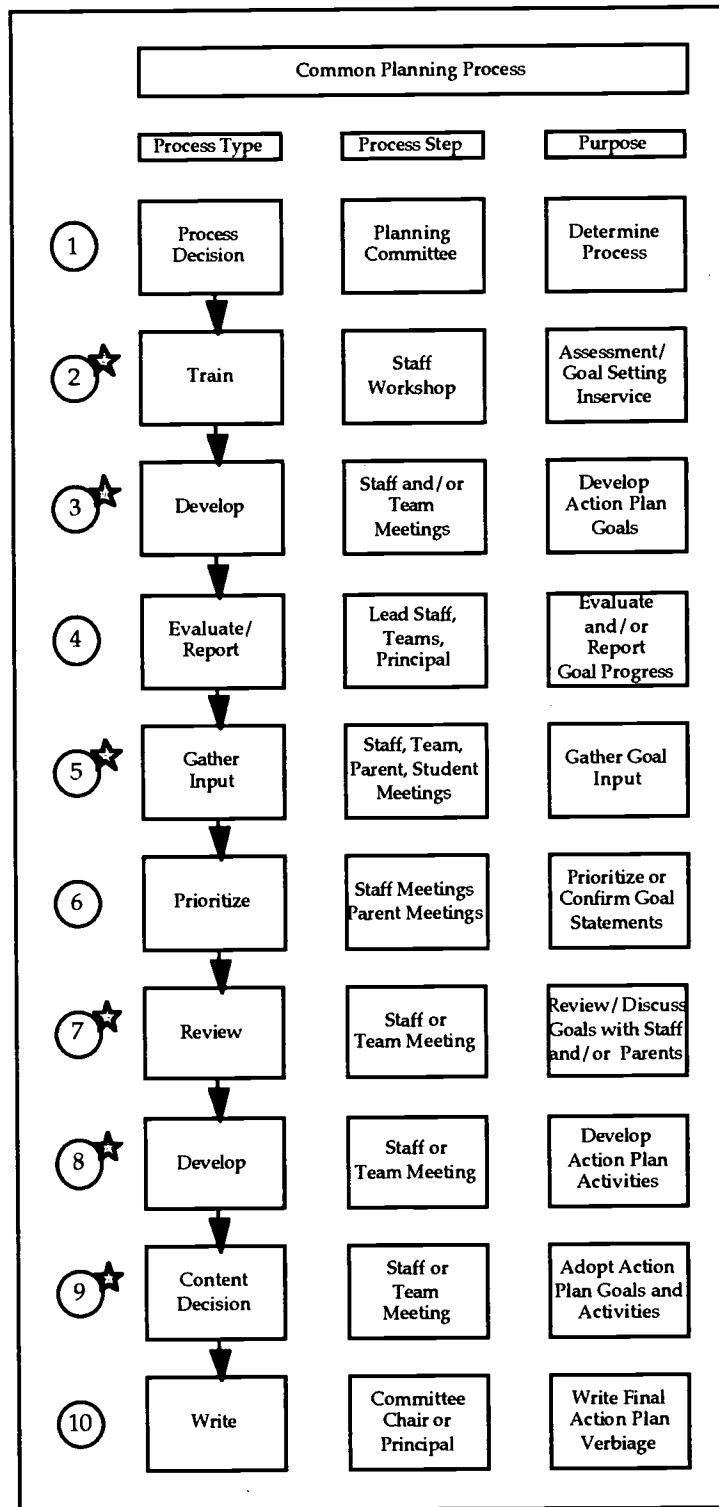 Common Planning Process
Process Type
Process Step
Purpose
1
Process
Decision
Planning
Committee
Determine
Process
2
Train
Staff
Workshop
Assessment/
Goal Setting
Inservice
3
Develop
Staff and/or
Team
Meetings
Develop
Action Plan
Goals
4
Evaluate/
Report
Lead Staff,
Teams,
Principal
Evaluate
and/or
Report
Goal Progress
5
Gather
Input
Staff, Team,
Parent, Student
Meetings
Gather Goal
Input
6
Prioritize
Staff Meetings
Parent Meetings
Prioritize or
Confirm Goal
Statements
7
Review
Staff or
Team Meeting
Review/Discuss
Goals with Staff
and/or Parents
8
Develop
Staff or
Team Meeting
Develop
Action Plan
Activities
9
Content
Decision
Staff or
Team
Meeting
Adopt Action
Plan Goals and
Activities
10
Write
Committee
Chair or
Principal
Write Final
Action Plan
Verbiage